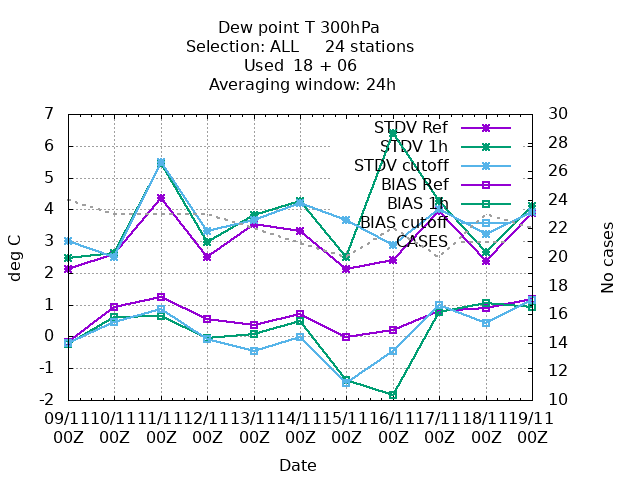 Dew point T 300hPa
Selection: ALL 24 stations
Used 18 + 06
Averaging window: 24h
7
6
5
4
3
2
1
0
-1
-2
deg C
30
28
26
24
22
20
18
16
14
12
10
No cases
STDV Ref
STDV 1h
STDV cutoff
BIAS Ref
BIAS 1h
BIAS cutoff
CASES
09/11 10/11 11/11 12/11 13/11 14/11 15/11 16/11 17/11 18/11 19/11
00Z 00Z 00Z 00Z 00Z 00Z 00Z 00Z 00Z 00Z 00Z
Date